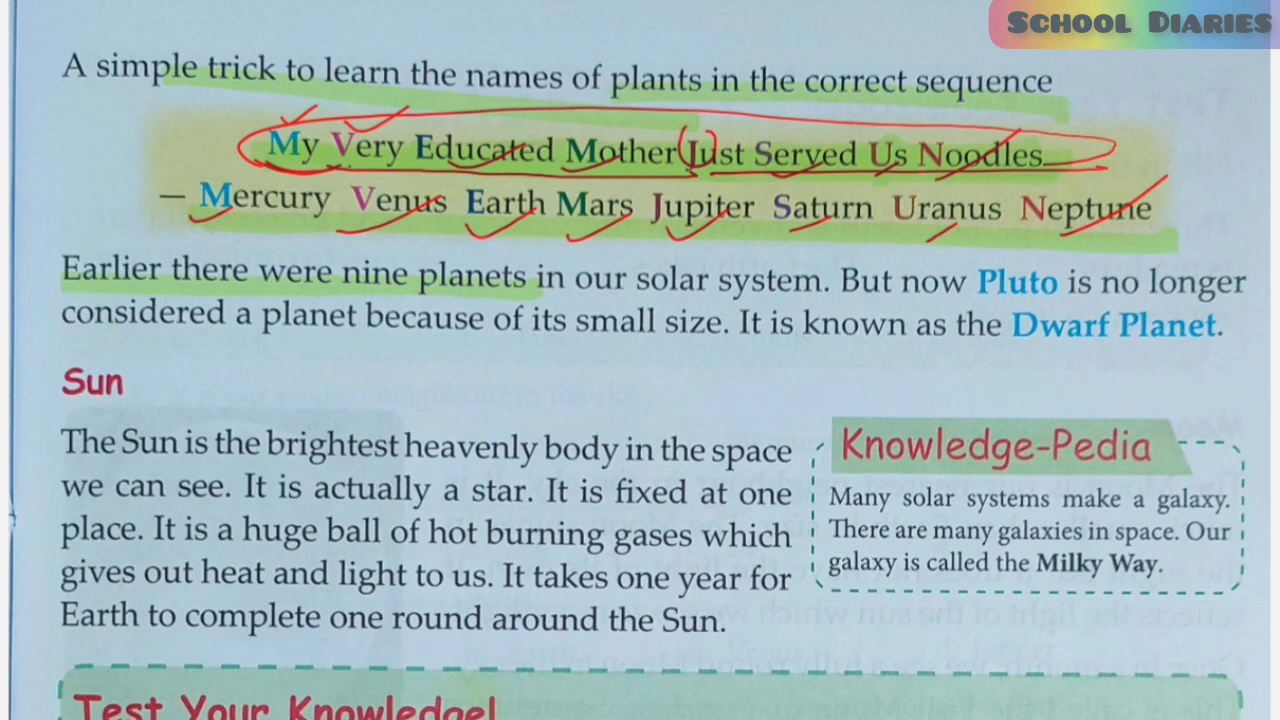 SCHOOL DIARIES
A simple trick to learn the names of plants in the correct sequence
My Very Educated Mother Just Served Us Noodles
— Mercury Venus Earth Mars Jupiter Saturn Uranus Neptune
Earlier there were nine planets in our solar system. But now Pluto is no longer
considered a planet because of its small size. It is known as the Dwarf Planet.
Sun
The Sun is the brightest heavenly body in the space
we can see. It is actually a star. It is fixed at one
place. It is a huge ball of hot burning gases which
gives out heat and light to us. It takes one year for
Earth to complete one round around the Sun.
Knowledge-Pedia
Many solar systems make a galaxy.
There are many galaxies in space. Our
galaxy is called the Milky Way.
Test Your Knowledge!